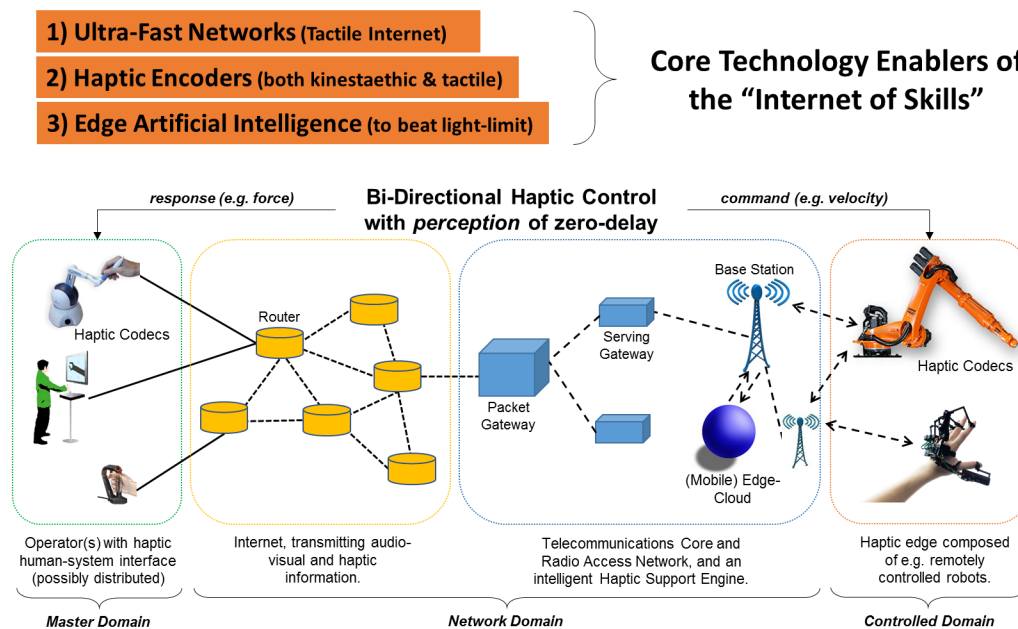 1) Ultra-Fast Networks (Tactile Internet)
2) Haptic Encoders (both kinestaethic & tactile)
3) Edge Artificial Intelligence (to beat light-limit)
Core Technology Enablers of
the “Internet of Skills”
response (e.g. force)
Bi-Directional Haptic Control
with perception of zero-delay
command (e.g. velocity)
Haptic Codecs
Router
Packet
Gateway
Serving
Gateway
Base Station
(Mobile) Edge-
Cloud
Haptic Codecs
Operator(s) with haptic
human-system interface
(possibly distributed)
Internet, transmitting audio-
visual and haptic
information.
Telecommunications Core and
Radio Access Network, and an
intelligent Haptic Support Engine.
Haptic edge composed
of e.g. remotely
controlled robots.
Master Domain
Network Domain
Controlled Domain